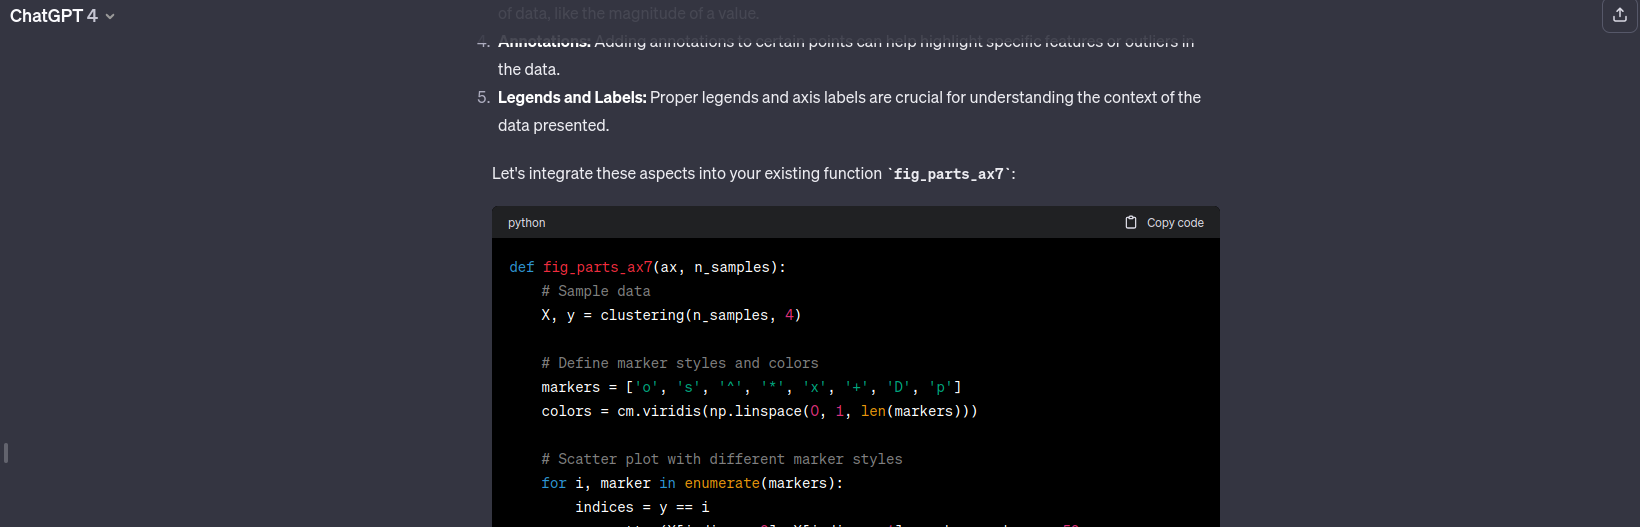 ChatGPT 4
of data, like the magnitude of a value.
4. Annotations: Adding annotations to certain points can help highlight specific features or outliers in
the data.
5. Legends and Labels: Proper legends and axis labels are crucial for understanding the context of the
data presented.
Let's integrate these aspects into your existing function `fig_parts_ax7`:
python
Copy code
def fig_parts_ax7(ax, n_samples):
# Sample data
X, y = clustering(n_samples, 4)
# Define marker styles and colors
markers = ['o', 's', '^', '*', 'x', '+', 'D', 'p']
colors = cm.viridis(np.linspace(0, 1, len(markers)))
# Scatter plot with different marker styles
for i, marker in enumerate(markers):
indices = y == i